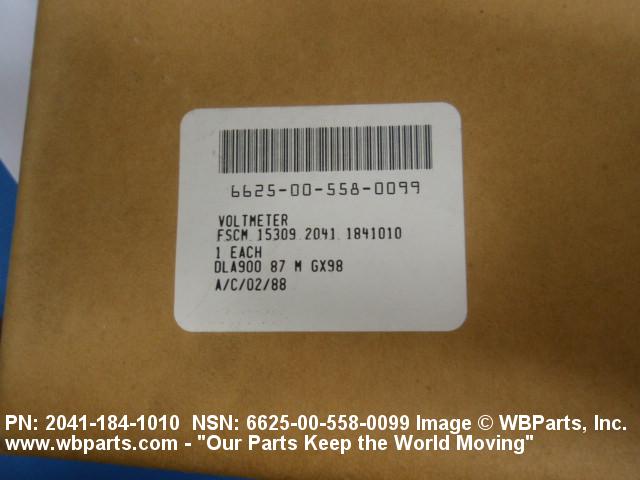 6625-00-558-0099
VOLTMETER
FSCM 15309 2041 1841010
1 EACH
DLA900 87 M GX98
A/C/02/88
PN: 2041-184-1010 NSN: 6625-00-558-0099 Image © WBParts, Inc.
www.wbparts.com - "Our Parts Keep the World Moving"